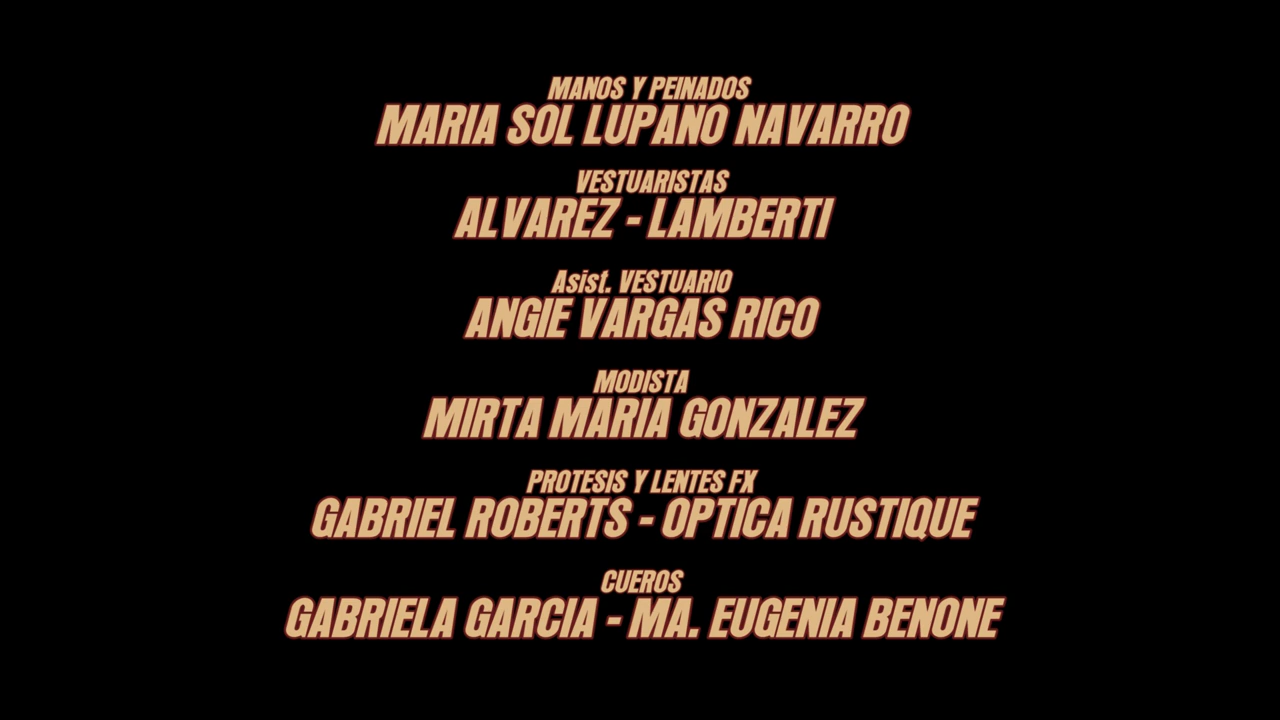 MANOS Y PEINADOS
MARIA SOL LUPANO NAVARRO
VESTUARISTAS
ALVAREZ - LAMBERTI
Asist. VESTUARIO
ANGIE VARGAS RICO
MODISTA
MIRTA MARIA GONZALEZ
PROTESIS Y LENTES FX
GABRIEL ROBERTS - OPTICA RUSTIQUE
CUEROS
GABRIELA GARCIA - MA. EUGENIA BENONE